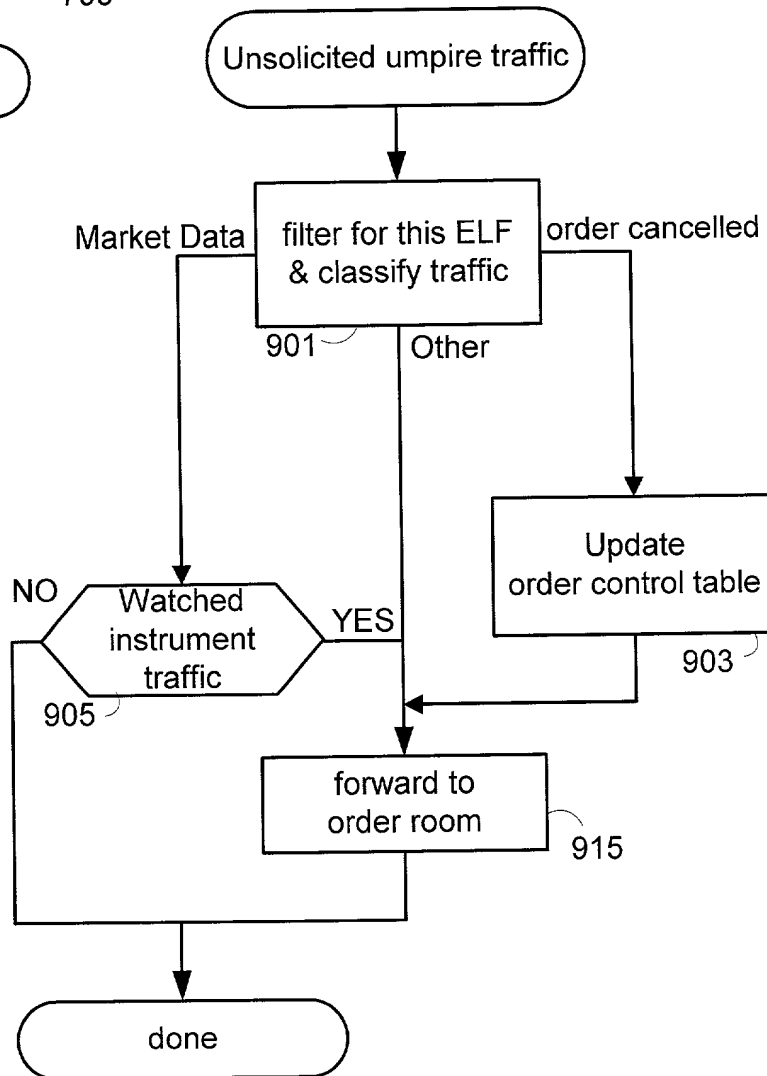 Unsolicited umpire traffic
Market Data
filter for this ELF
& classify traffic
order cancelled
901
Other
Update
order control table
903
NO
Watched
instrument
traffic
YES
905
forward to
order room
915
done